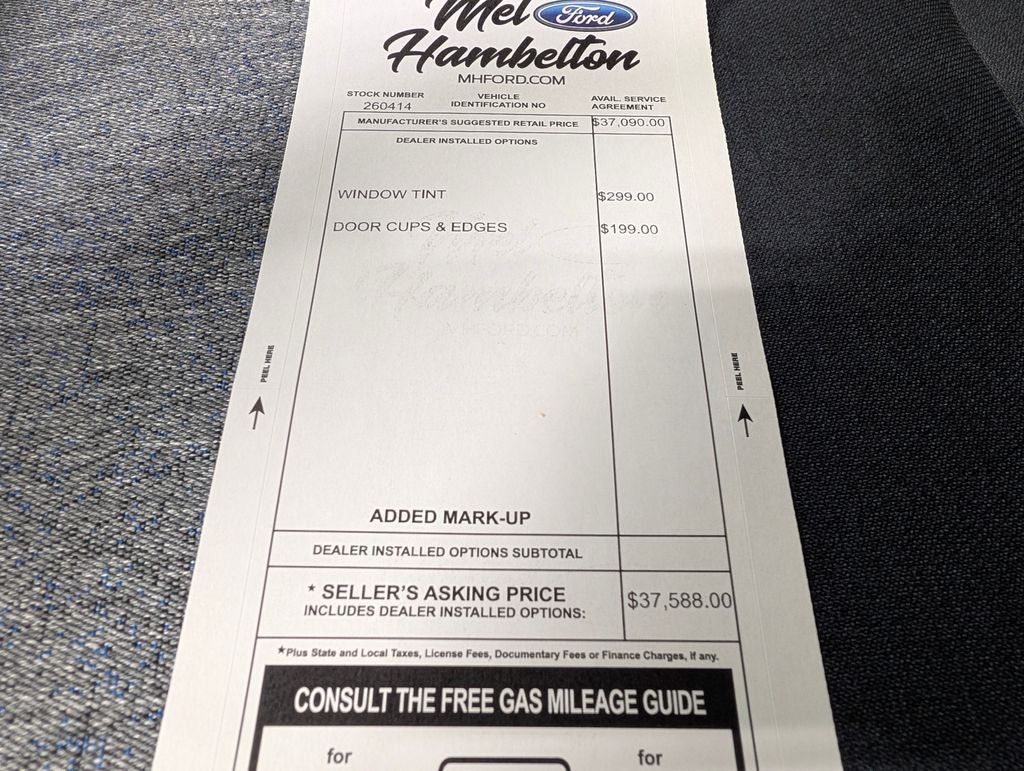 Mel Ford
Hambelton
MHFORD.COM
STOCK NUMBER
260414
VEHICLE
IDENTIFICATION NO
AVAIL. SERVICE
AGREEMENT
MANUFACTURER'S SUGGESTED RETAIL PRICE $37,090.00
DEALER INSTALLED OPTIONS
WINDOW TINT $299.00
DOOR CUPS & EDGES $199.00
Mel
Hambelton
MHFORD.COM
PEEL HERE
PEEL HERE
ADDED MARK-UP
DEALER INSTALLED OPTIONS SUBTOTAL
* SELLER'S ASKING PRICE
INCLUDES DEALER INSTALLED OPTIONS:
$37,588.00
*Plus State and Local Taxes, License Fees, Documentary Fees or Finance Charges, if any.
CONSULT THE FREE GAS MILEAGE GUIDE
for for